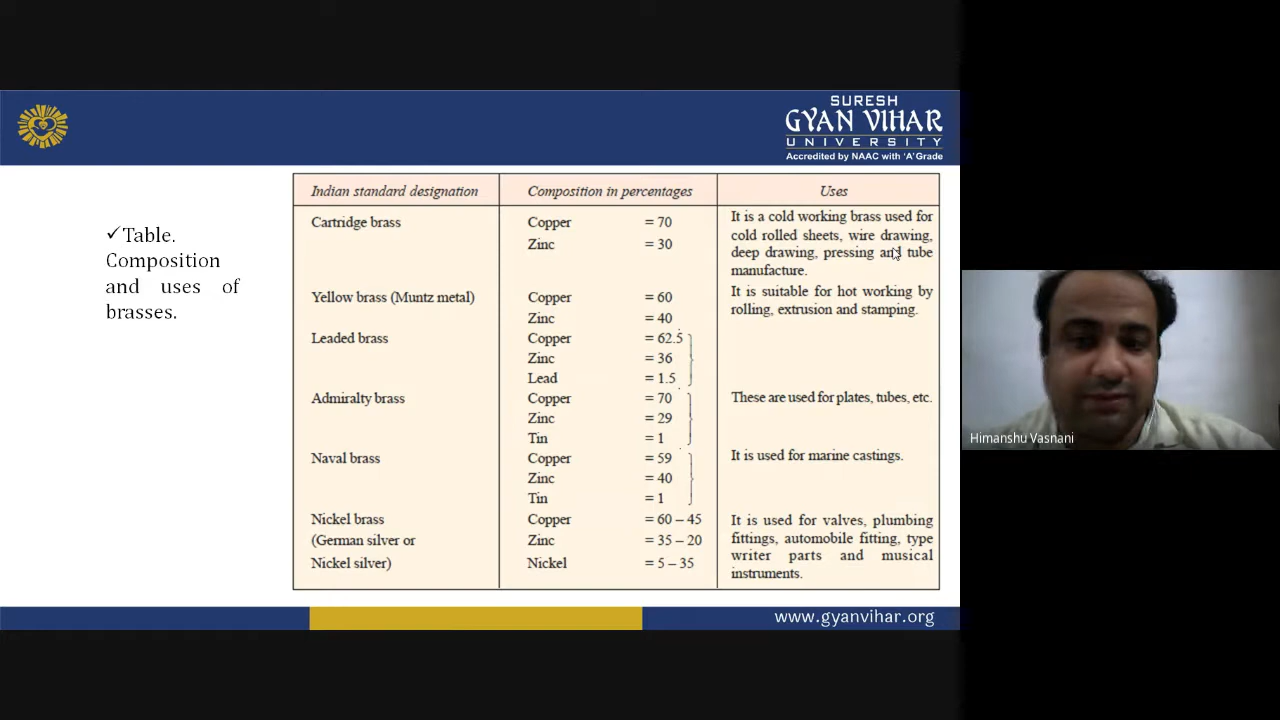 SURESH
GYAN VIHAR
UNIVERSITY
Accredited by NAAC with 'A' Grade
✓Table.
Composition
and uses of
brasses.
Indian standard designation Composition in percentages Uses
Cartridge brass Copper = 70 It is a cold working brass used for
Zinc = 30 cold rolled sheets, wire drawing,
deep drawing, pressing and tube
manufacture.
Yellow brass (Muntz metal) Copper = 60 It is suitable for hot working by
Zinc = 40 rolling, extrusion and stamping.
Leaded brass Copper = 62.5
Zinc = 36
Lead = 1.5
Admiralty brass Copper = 70 These are used for plates, tubes, etc.
Zinc = 29
Tin = 1
Naval brass Copper = 59 It is used for marine castings.
Zinc = 40
Tin = 1
Nickel brass Copper = 60 – 45 It is used for valves, plumbing
(German silver or Zinc = 35 – 20 fittings, automobile fitting, type
Nickel silver) Nickel = 5 – 35 writer parts and musical
instruments.
www.gyanvihar.org
Himanshu Vasnani